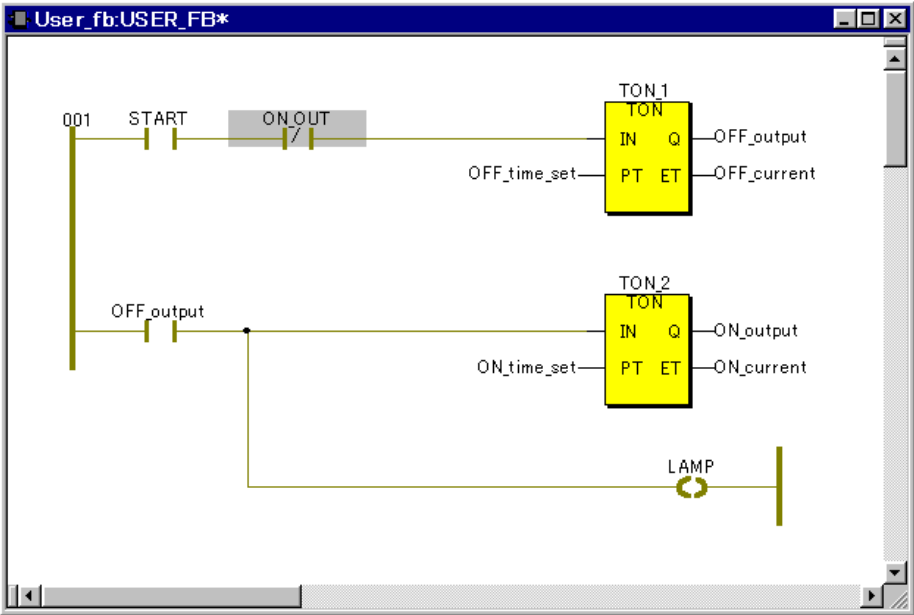 User_fb:USER_FB*
TON_1
001 START ON_OUT TON
IN Q OFF_output
OFF_time_set PT ET OFF_current
TON_2
OFF_output TON
IN Q ON_output
ON_time_set PT ET ON_current
LAMP